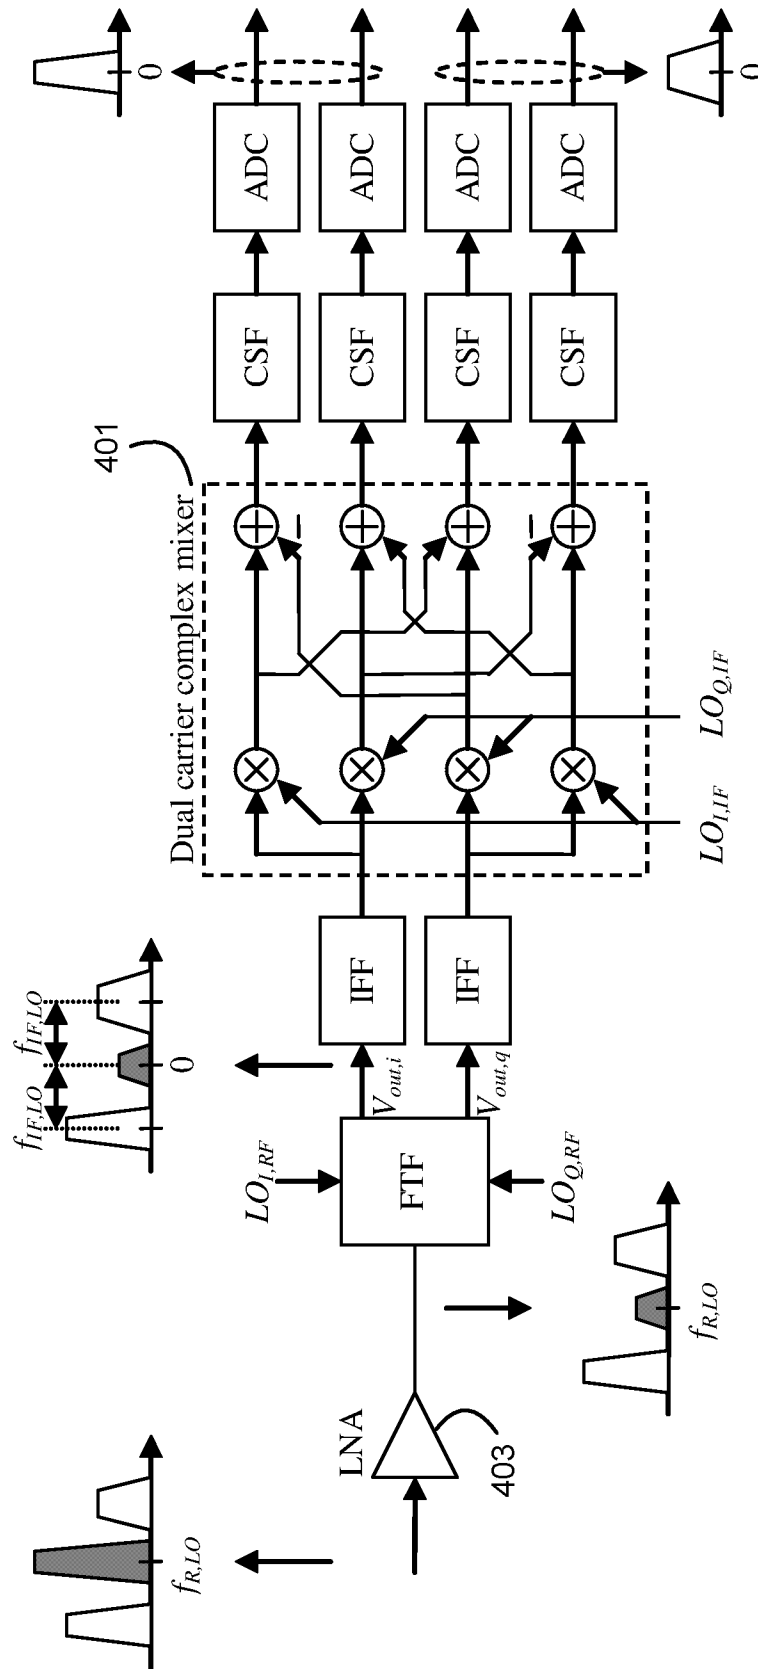 f_{R,LO}
LNA
403
f_{R,LO}
LO_{I,RF}
FTF
LO_{Q,RF}
f_{IF,LO} f_{IF,LO}
0
V_{out,i}
V_{out,q}
IFF
IFF
Dual carrier complex mixer
401
LO_{I,IF}
LO_{Q,IF}
CSF
CSF
CSF
CSF
ADC
ADC
ADC
ADC
0
0